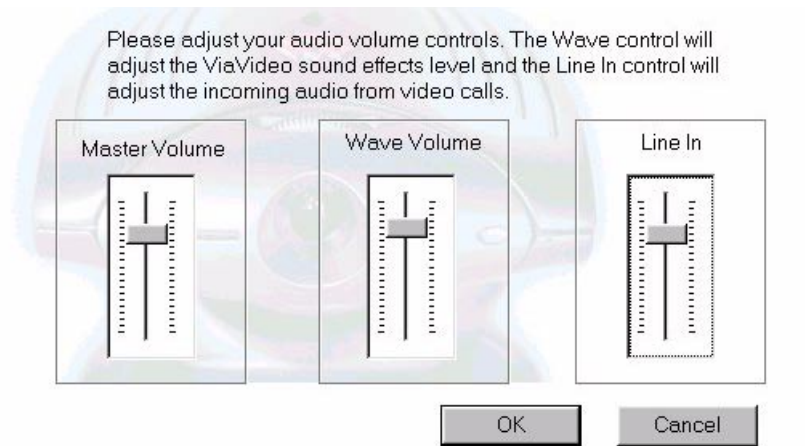 Please adjust your audio volume controls. The Wave control will
adjust the ViaVideo sound effects level and the Line In control will
adjust the incoming audio from video calls.
Master Volume
Wave Volume
Line In
OK
Cancel